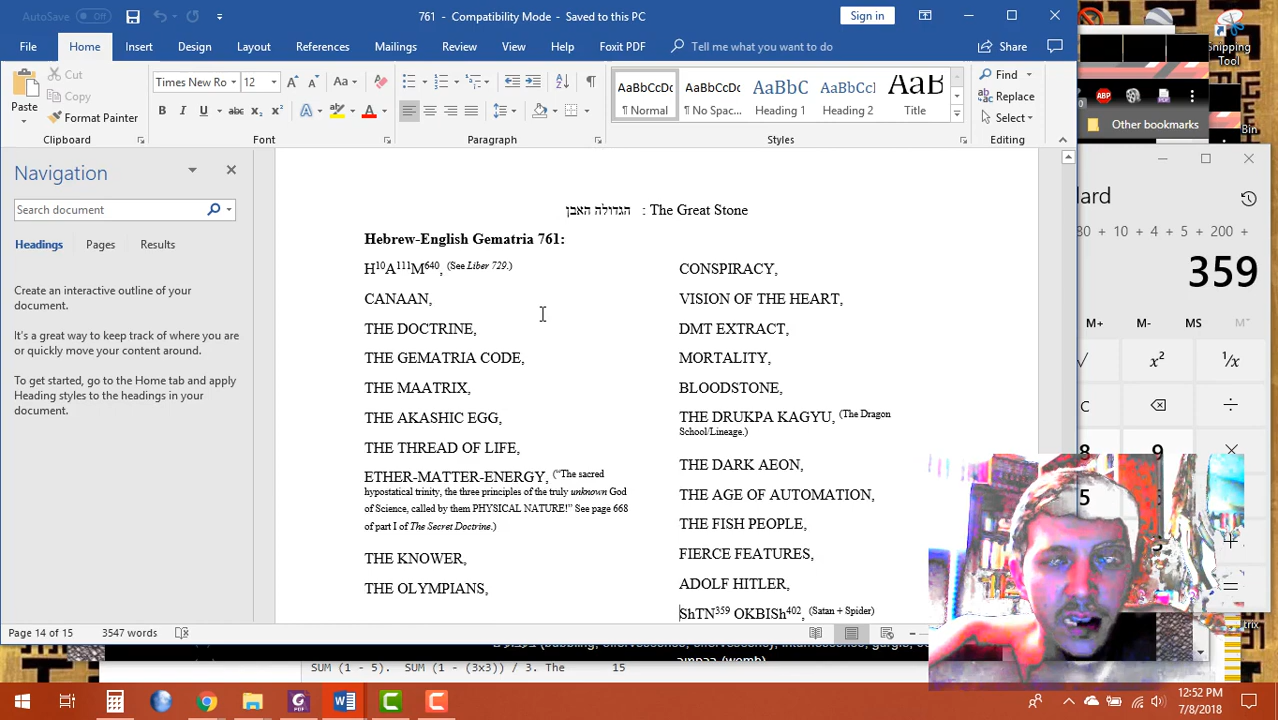 AutoSave Off
761 - Compatibility Mode - Saved to this PC
Sign in
File Home Insert Design Layout References Mailings Review View Help Foxit PDF Tell me what you want to do Share
Paste
Cut
Copy
Format Painter
Times New Ro 12
AaBbCc AaBbCc AaBbC AaBbCcI AaB
¶ Normal ¶ No Spac... Heading 1 Heading 2 Title
Find
Replace
Select
Clipboard Font Paragraph Styles Editing
Navigation
Search document
Headings Pages Results
Create an interactive outline of your
document.
It's a great way to keep track of where you are
or quickly move your content around.
To get started, go to the Home tab and apply
Heading styles to the headings in your
document.
הגדולה האבן : The Great Stone
Hebrew-English Gematria 761:
H10A111M640, (See Liber 729.)
CANAAN,
THE DOCTRINE,
THE GEMATRIA CODE,
THE MAATRIX,
THE AKASHIC EGG,
THE THREAD OF LIFE,
ETHER-MATTER-ENERGY, ("The sacred
hypostatical trinity, the three principles of the truly unknown God
of Science, called by them PHYSICAL NATURE!" See page 668
of part I of The Secret Doctrine.)
THE KNOWER,
THE OLYMPIANS,
CONSPIRACY,
VISION OF THE HEART,
DMT EXTRACT,
MORTALITY,
BLOODSTONE,
THE DRUKPA KAGYU, (The Dragon
School/Lineage.)
THE DARK AEON,
THE AGE OF AUTOMATION,
THE FISH PEOPLE,
FIERCE FEATURES,
ADOLF HITLER,
ShTN359 OKBISh402, (Satan + Spider)
Page 14 of 15 3547 words
SUM (1 - 5). SUM (1 - (3x3)) / 3. The 15
Snipping
Tool
ABP
Other bookmarks
Bin
dard
80 + 10 + 4 + 5 + 200 +
359
M+ M- MS
√ x² ¹/x
C ÷
8 9 ×
5
+
=
12:52 PM
7/8/2018